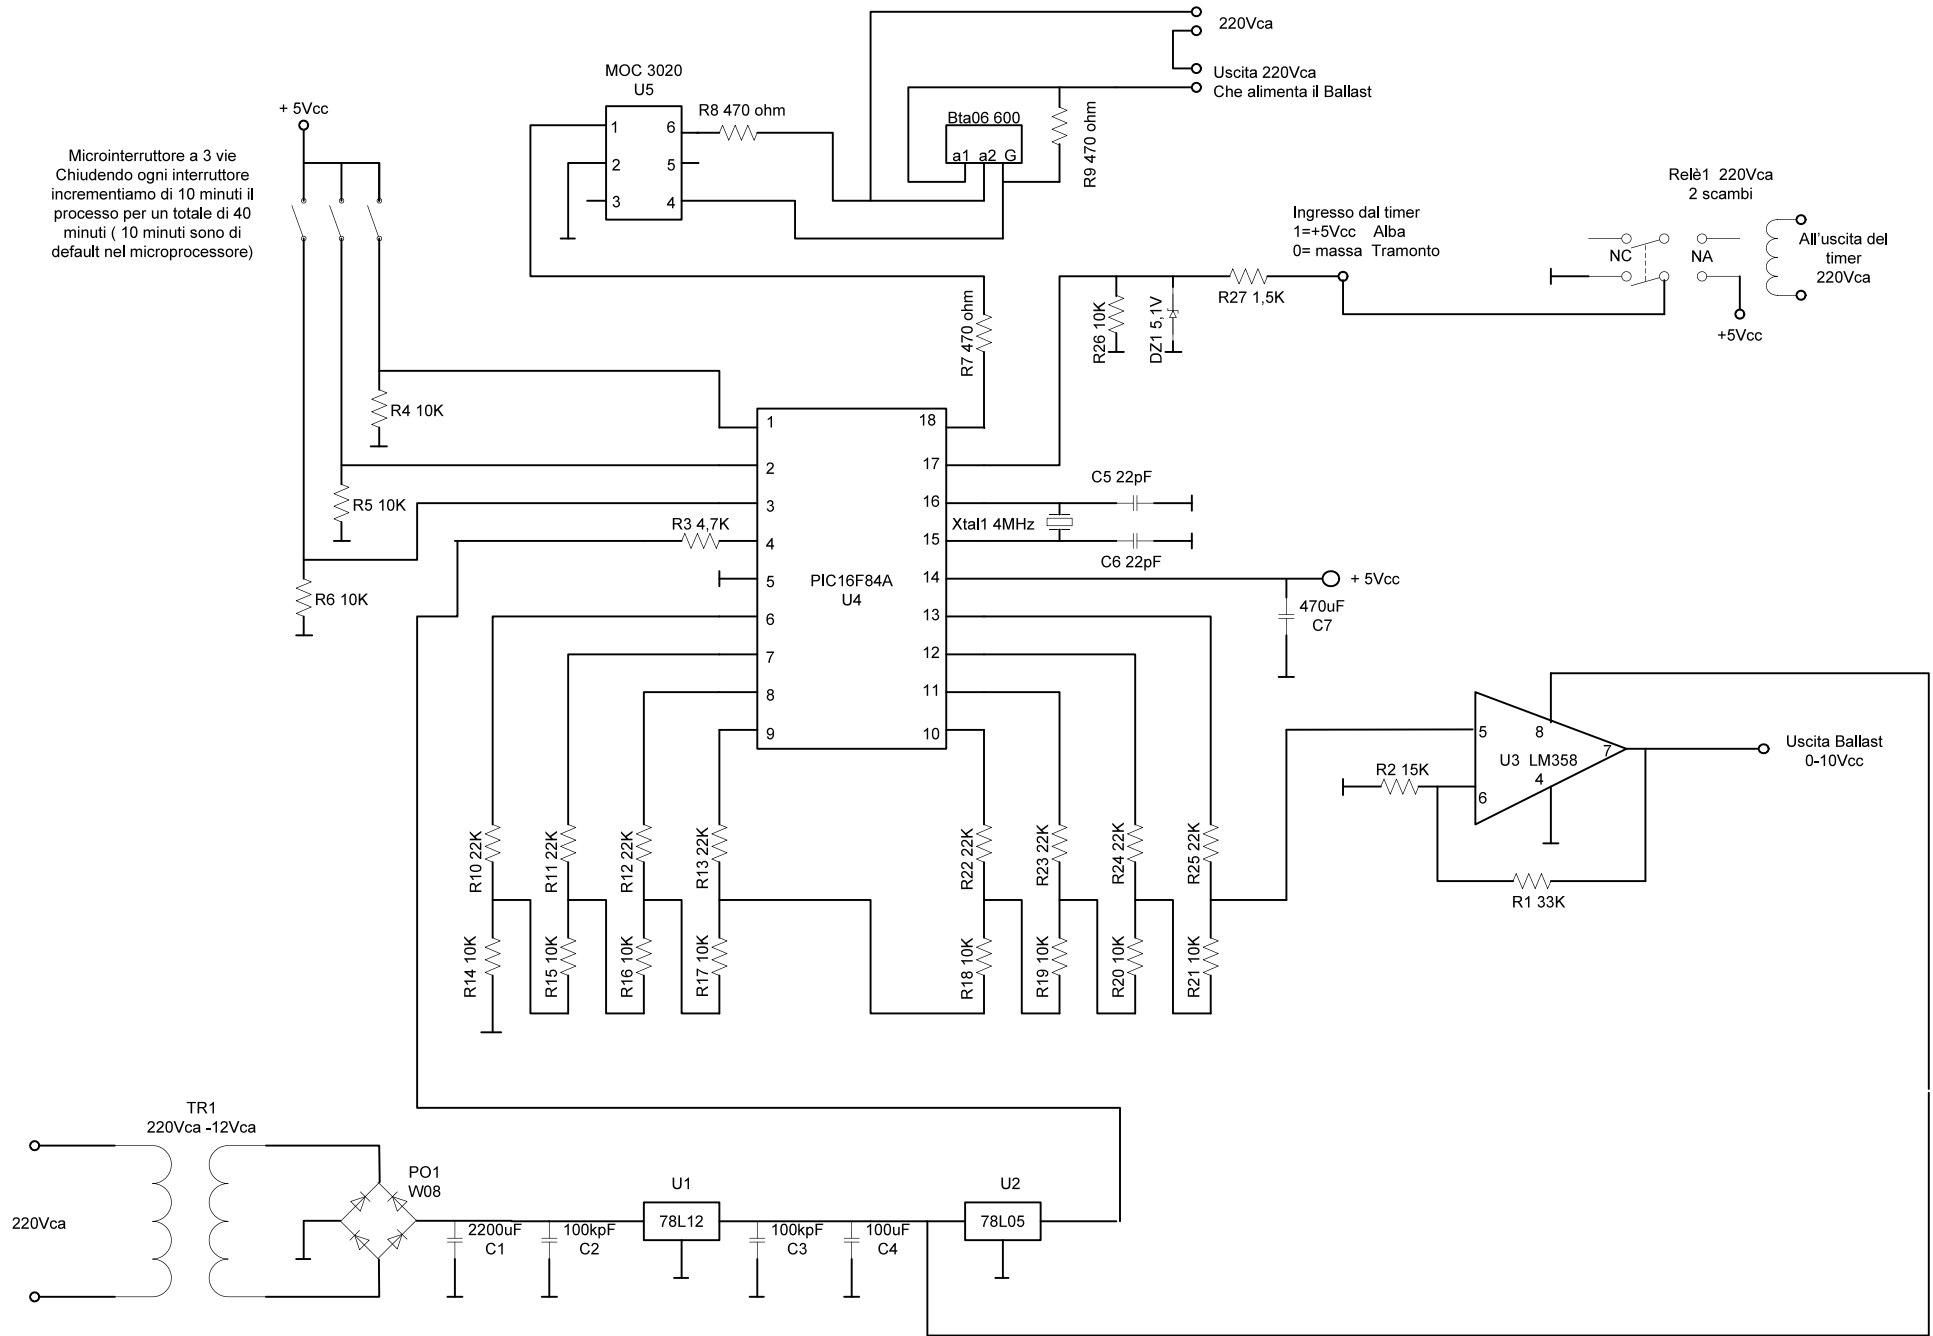 220Vca
Uscita 220Vca
Che alimenta il Ballast
MOC 3020
U5
1
2
3
6
5
4
R8 470 ohm
Bta06 600
a1 a2 G
R9 470 ohm
+ 5Vcc
Microinterruttore a 3 vie
Chiudendo ogni interruttore
incrementiamo di 10 minuti il
processo per un totale di 40
minuti ( 10 minuti sono di
default nel microprocessore)
Relè1 220Vca
2 scambi
Ingresso dal timer
1=+5Vcc Alba
0= massa Tramonto
NC
NA
All'uscita del
timer
220Vca
+5Vcc
R27 1,5K
R26 10K
DZ1 5,1V
R7 470 ohm
R4 10K
R5 10K
R6 10K
R3 4,7K
1
2
3
4
5
6
7
8
9
18
17
16
15
14
13
12
11
10
PIC16F84A
U4
C5 22pF
Xtal1 4MHz
C6 22pF
+ 5Vcc
470uF
C7
5
6
8
4
7
U3 LM358
R2 15K
R1 33K
Uscita Ballast
0-10Vcc
R10 22K
R11 22K
R12 22K
R13 22K
R22 22K
R23 22K
R24 22K
R25 22K
R14 10K
R15 10K
R16 10K
R17 10K
R18 10K
R19 10K
R20 10K
R21 10K
TR1
220Vca -12Vca
220Vca
PO1
W08
2200uF
C1
100kpF
C2
U1
78L12
100kpF
C3
100uF
C4
U2
78L05